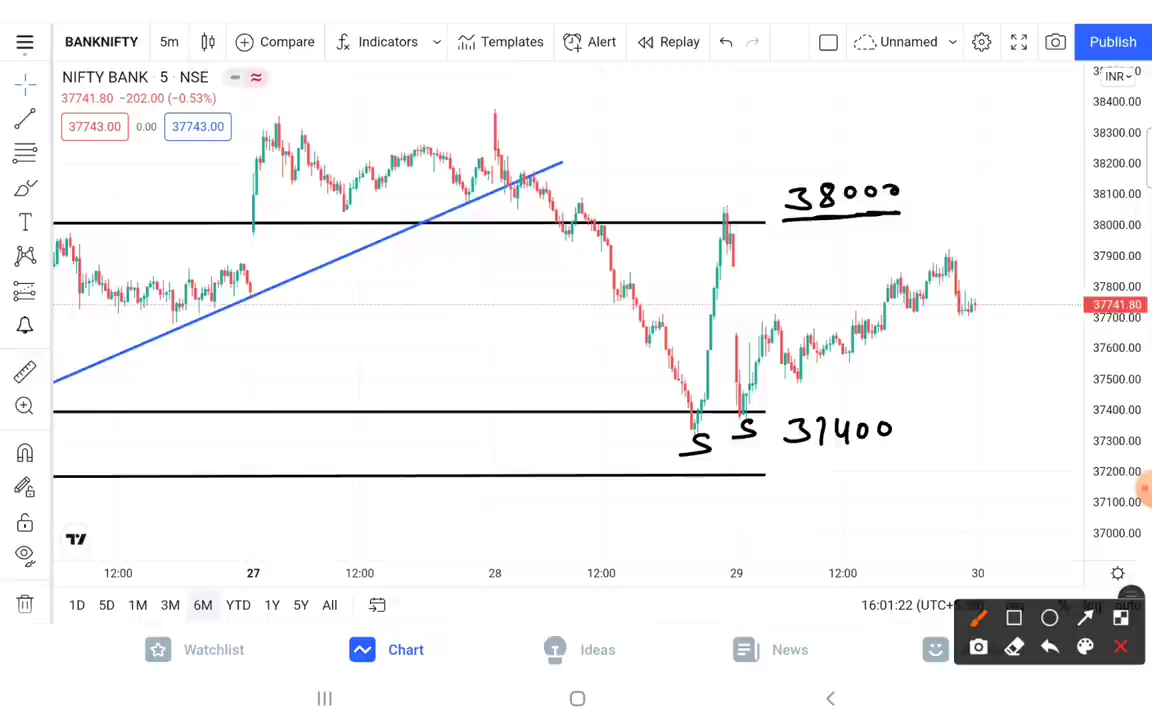 BANKNIFTY 5m Compare Indicators Templates Alert Replay Unnamed Publish
NIFTY BANK · 5 · NSE
INR
37741.80 −202.00 (−0.53%)
37743.00 0.00 37743.00
38400.00
38300.00
38200.00
38100.00
38000
38000.00
37900.00
37800.00
37741.80
37700.00
37600.00
37500.00
37400.00
S S 37400
37300.00
37200.00
37100.00
37000.00
12:00 27 12:00 28 12:00 29 12:00 30
1D 5D 1M 3M 6M YTD 1Y 5Y All 16:01:22 (UTC+5
Watchlist Chart Ideas News